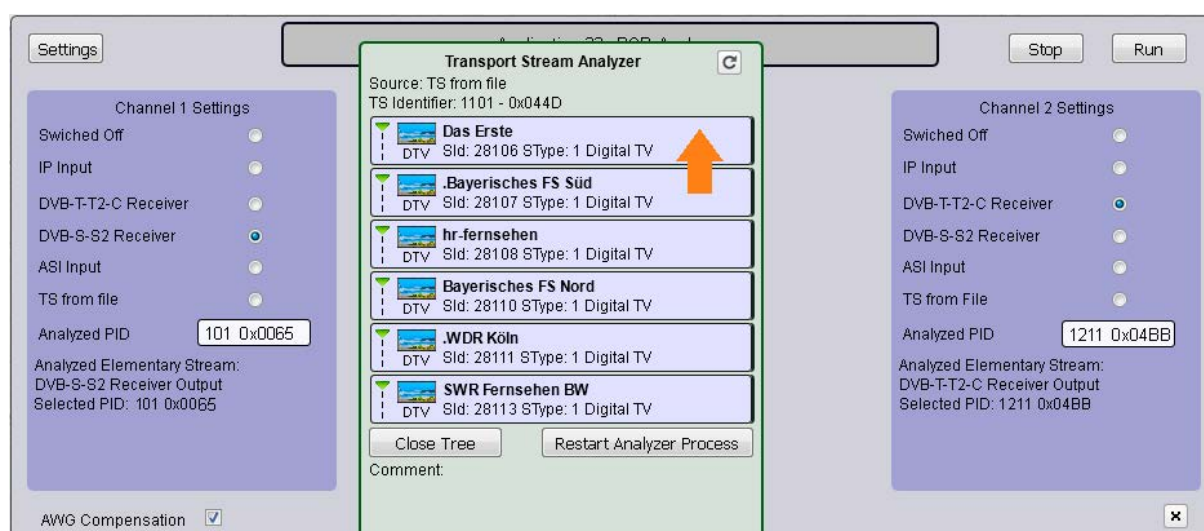 Settings
Stop
Run
Channel 1 Settings
Swiched Off
IP Input
DVB-T-T2-C Receiver
DVB-S-S2 Receiver
ASI Input
TS from file
Analyzed PID
101 0x0065
Analyzed Elementary Stream:
DVB-S-S2 Receiver Output
Selected PID: 101 0x0065
AWG Compensation
Transport Stream Analyzer
Source: TS from file
TS Identifier: 1101 - 0x044D
Das Erste
DTV SId: 28106 SType: 1 Digital TV
.Bayerisches FS Süd
DTV SId: 28107 SType: 1 Digital TV
hr-fernsehen
DTV SId: 28108 SType: 1 Digital TV
Bayerisches FS Nord
DTV SId: 28110 SType: 1 Digital TV
.WDR Köln
DTV SId: 28111 SType: 1 Digital TV
SWR Fernsehen BW
DTV SId: 28113 SType: 1 Digital TV
Close Tree
Restart Analyzer Process
Comment:
Channel 2 Settings
Swiched Off
IP Input
DVB-T-T2-C Receiver
DVB-S-S2 Receiver
ASI Input
TS from File
Analyzed PID
1211 0x04BB
Analyzed Elementary Stream:
DVB-T-T2-C Receiver Output
Selected PID: 1211 0x04BB